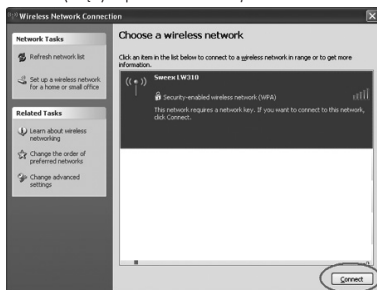 Wireless Network Connection
Network Tasks
Refresh network list
Set up a wireless network
for a home or small office
Related Tasks
Learn about wireless
networking
Change the order of
preferred networks
Change advanced
settings
Choose a wireless network
Click an item in the list below to connect to a wireless network in range or to get more
information.
Sweex LW310
Security-enabled wireless network (WPA)
This network requires a network key. If you want to connect to this network,
click Connect.
Connect